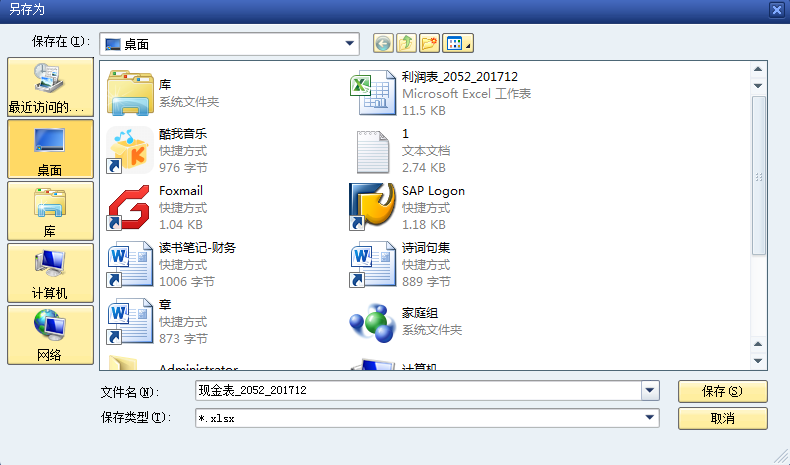 另存为
保存在(I):
桌面
最近访问的...
桌面
库
计算机
网络
库
系统文件夹
利润表_2052_201712
Microsoft Excel 工作表
11.5 KB
酷我音乐
快捷方式
976 字节
1
文本文档
2.74 KB
Foxmail
快捷方式
1.04 KB
SAP Logon
快捷方式
1.18 KB
读书笔记-财务
快捷方式
1006 字节
诗词句集
快捷方式
889 字节
章
快捷方式
873 字节
家庭组
系统文件夹
Administrator
计算机
文件名(N):
现金表_2052_201712
保存(S)
保存类型(T):
*.xlsx
取消